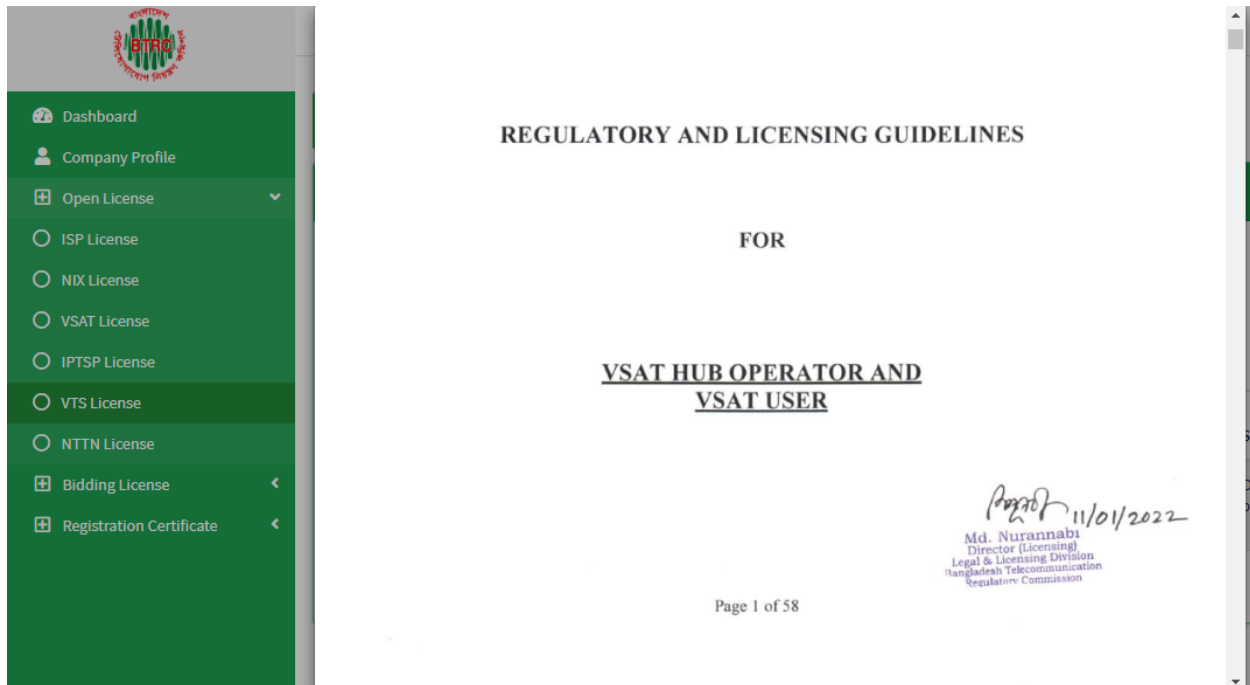 BTRC
Dashboard
Company Profile
Open License
ISP License
NIX License
VSAT License
IPTSP License
VTS License
NTTN License
Bidding License
Registration Certificate
REGULATORY AND LICENSING GUIDELINES
FOR
VSAT HUB OPERATOR AND
VSAT USER
11/01/2022
Md. Nurannabi
Director (Licensing)
Legal & Licensing Division
Bangladesh Telecommunication
Regulatory Commission
Page 1 of 58